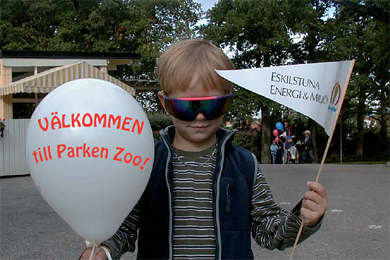 VÄLKOMMEN
till Parken Zoo!
ESKILSTUNA
ENERGI & MILJÖ